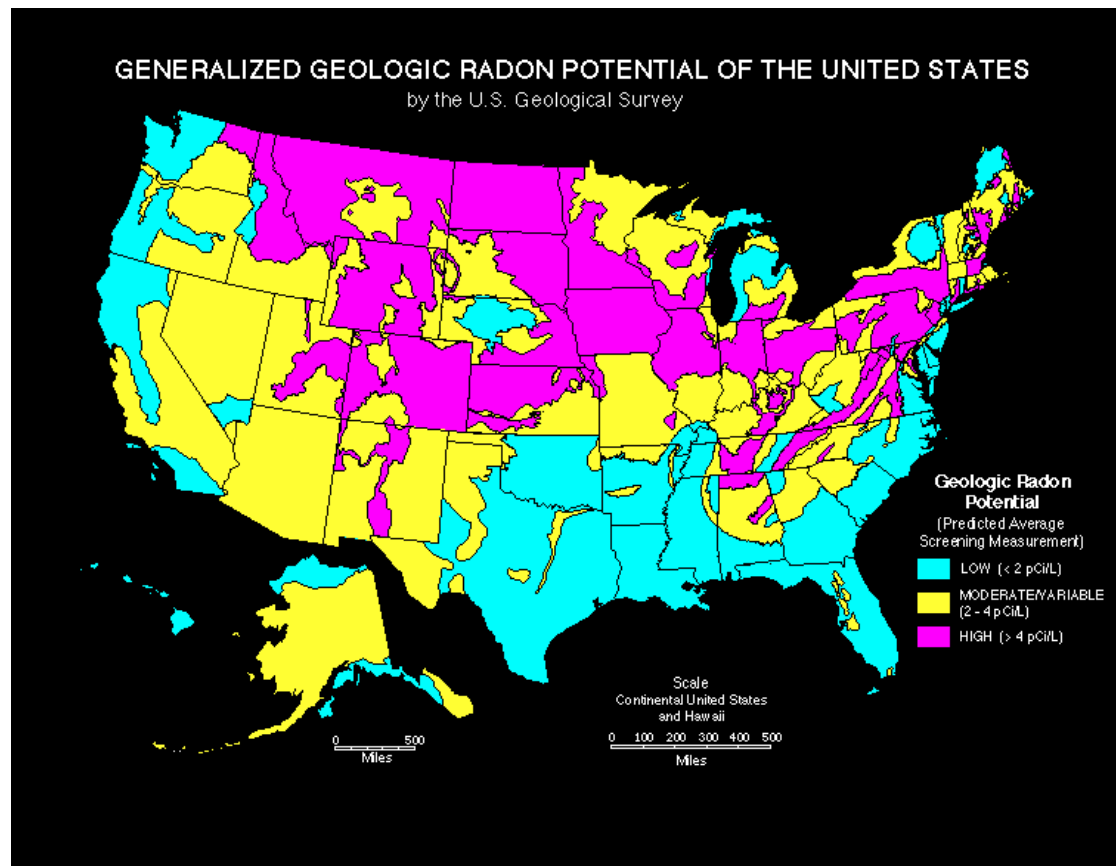 GENERALIZED GEOLOGIC RADON POTENTIAL OF THE UNITED STATES
by the U.S. Geological Survey
Geologic Radon
Potential
(Predicted Average
Screening Measurement)
LOW (< 2 pCi/L)
MODERATE/VARIABLE
(2 - 4 pCi/L)
HIGH (> 4 pCi/L)
Scale
Continental United States
and Hawaii
0 500
Miles
0 100 200 300 400 500
Miles